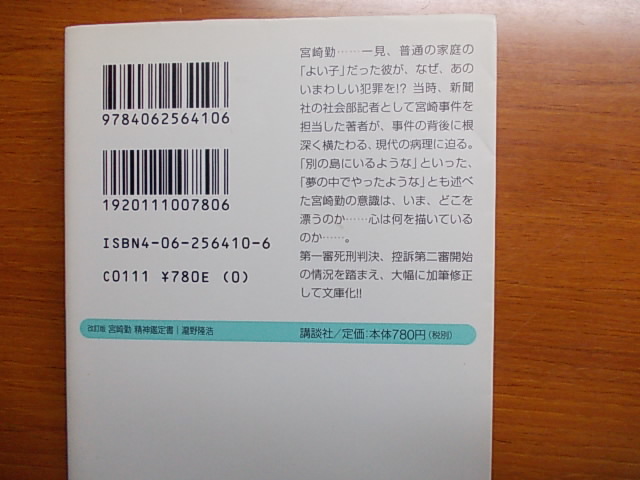 9784062564106
1920111007806
ISBN4-06-256410-6
C0111 ¥780E (0)
宮崎勤……一見、普通の家庭の
「よい子」だった彼が、なぜ、あの
いまわしい犯罪を!? 当時、新聞
社の社会部記者として宮崎事件を
担当した著者が、事件の背後に根
深く横たわる、現代の病理に迫る。
「別の島にいるような」といった、
「夢の中でやったような」とも述べ
た宮崎勤の意識は、いま、どこを
漂うのか……心は何を描いている
のか……。
第一審死刑判決、控訴第二審開始
の情況を踏まえ、大幅に加筆修正
して文庫化!!
改訂版 宮崎勤 精神鑑定書|瀧野隆浩
講談社/定価:本体780円(税別)